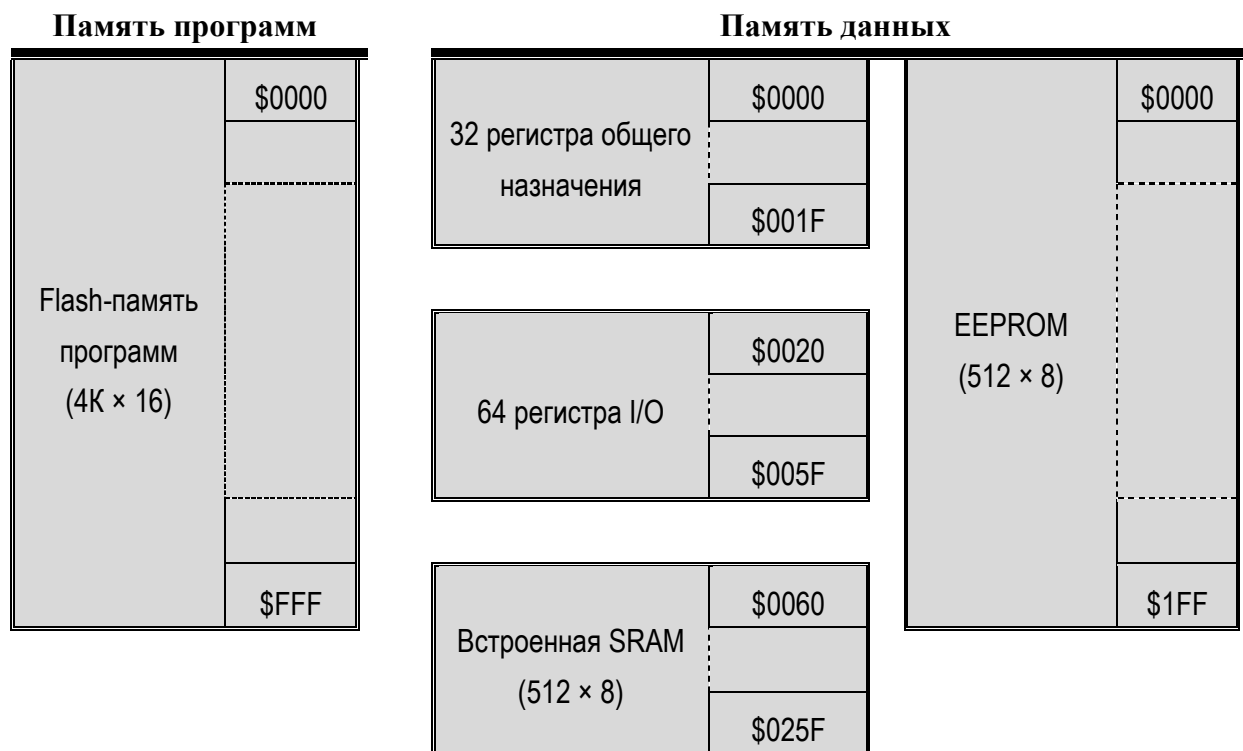 Память программ
Память данных
$0000
Flash-память
программ
(4К × 16)
$FFF
32 регистра общего
назначения
$0000
$001F
64 регистра I/O
$0020
$005F
Встроенная SRAM
(512 × 8)
$0060
$025F
EEPROM
(512 × 8)
$0000
$1FF